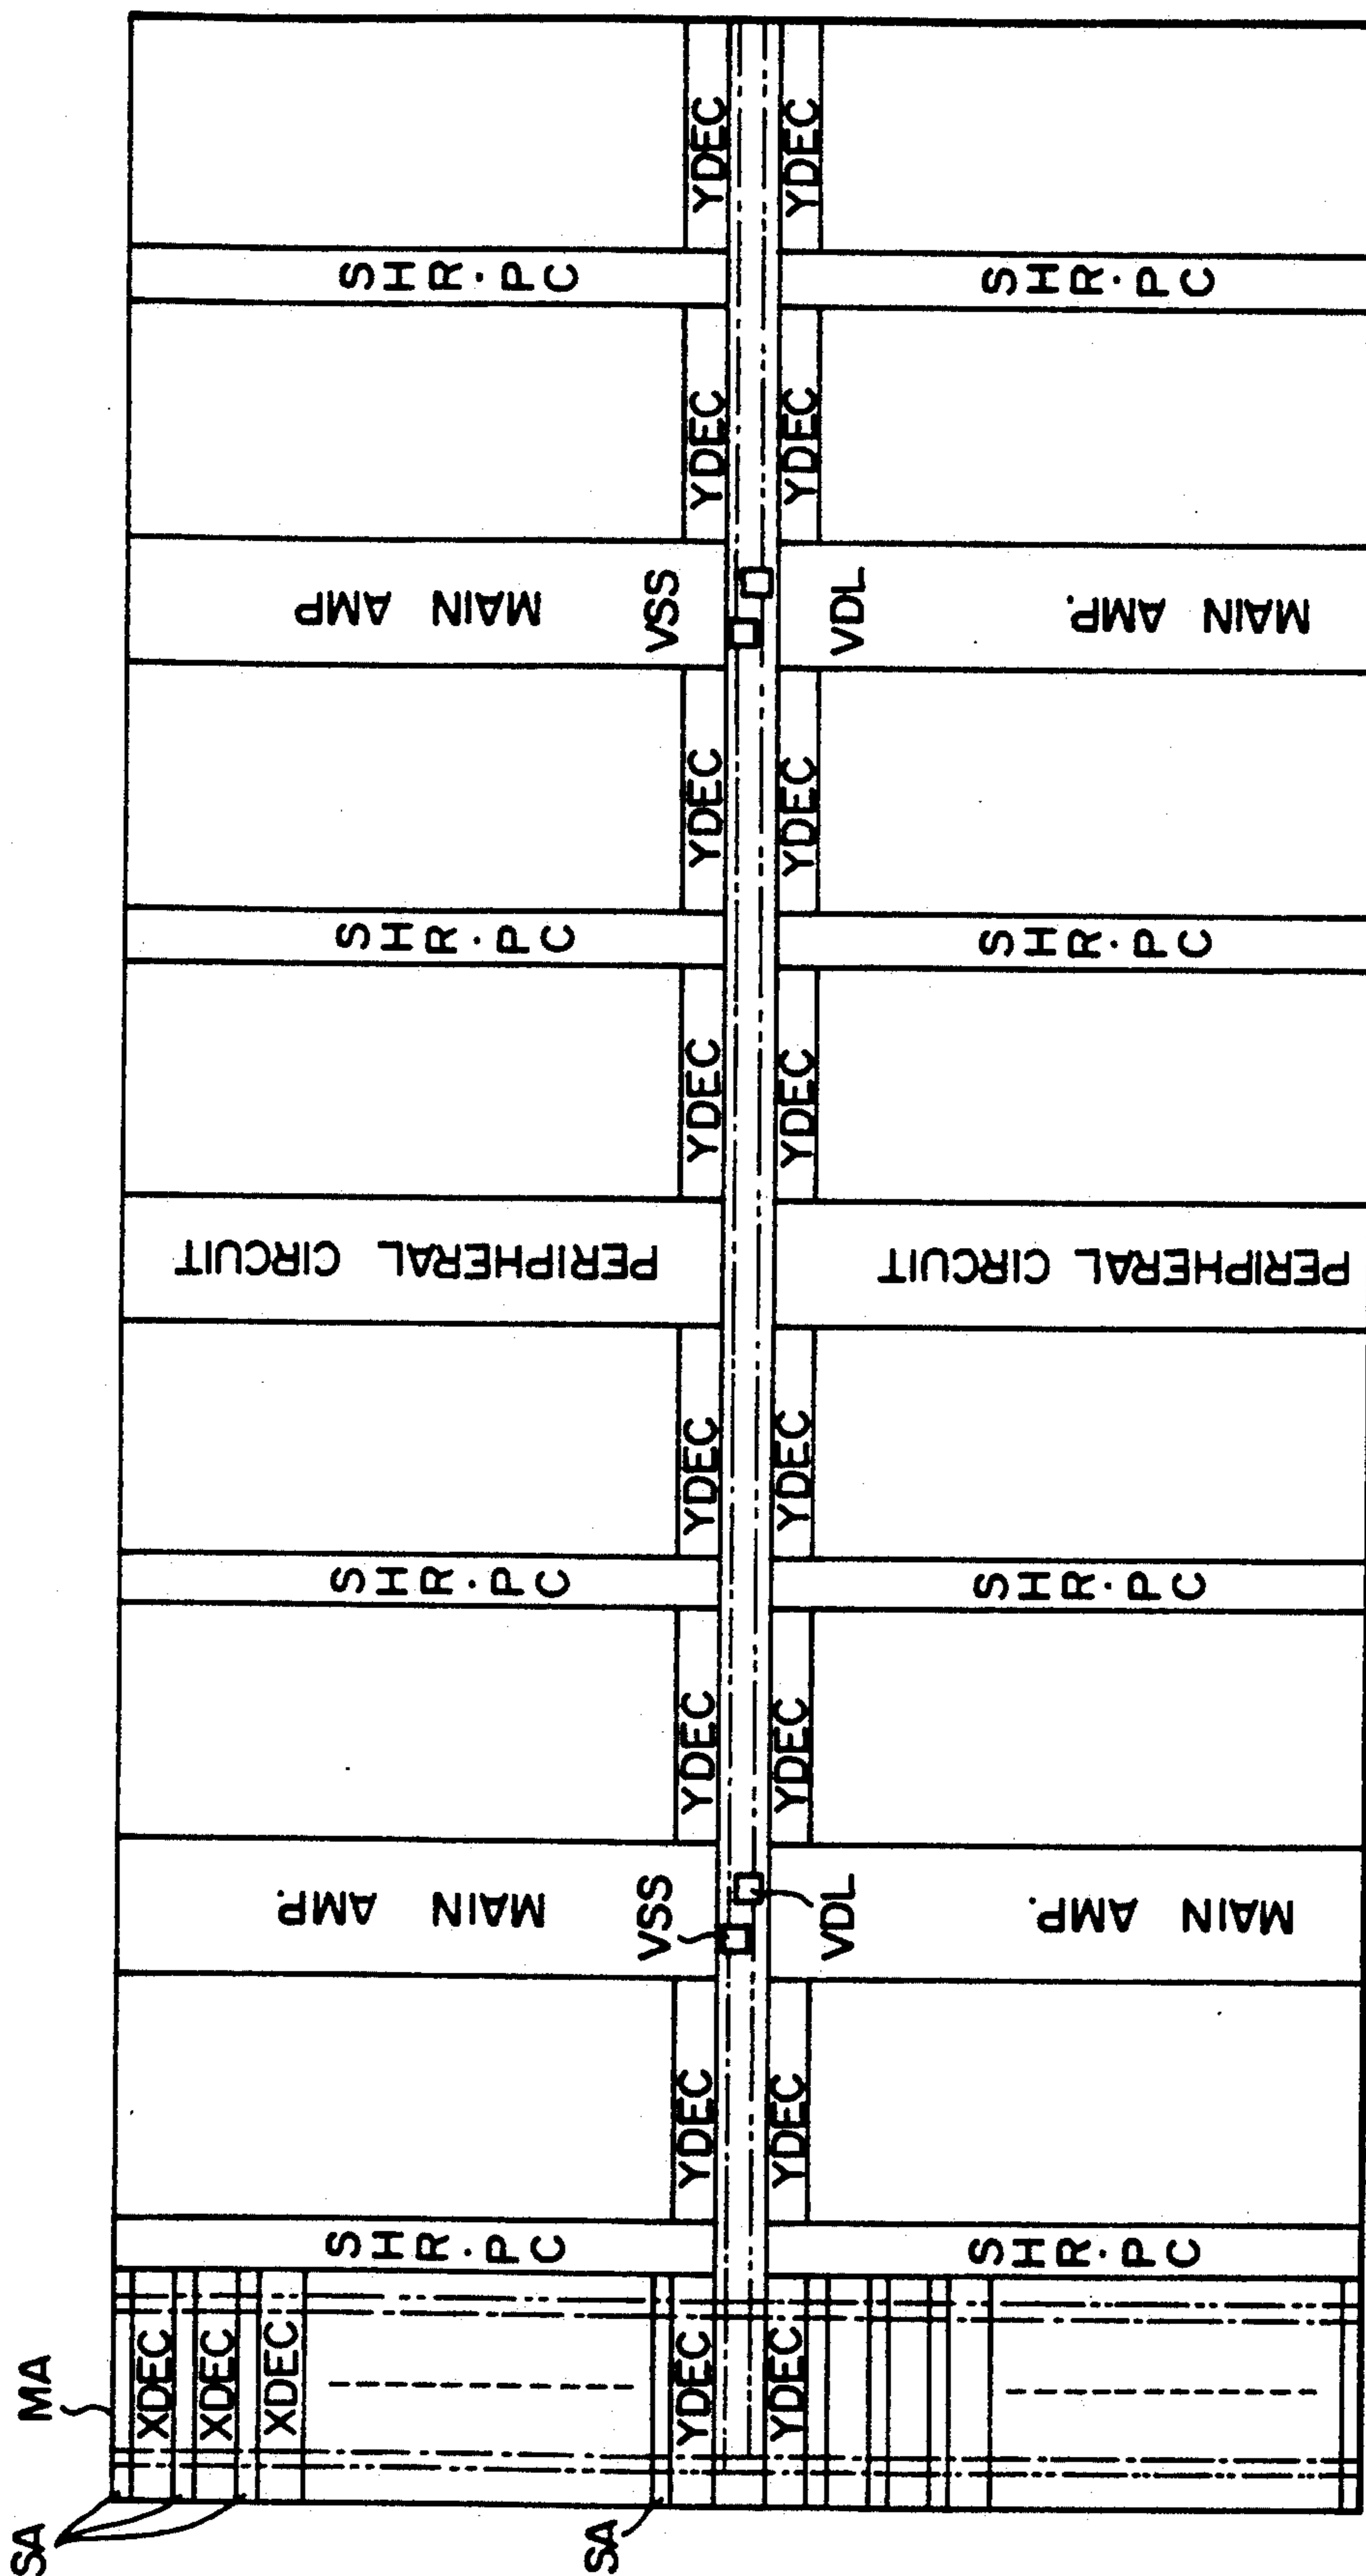 SA
MA
XDEC
XDEC
XDEC
SHR·PC
MAIN AMP.
SHR·PC
PERIPHERAL CIRCUIT
SHR·PC
MAIN AMP
SHR·PC
SA
VSS
VSS
YDEC YDEC YDEC YDEC YDEC YDEC YDEC YDEC
YDEC YDEC YDEC YDEC YDEC YDEC YDEC YDEC
VDL
VDL
SHR·PC
MAIN AMP.
SHR·PC
PERIPHERAL CIRCUIT
SHR·PC
MAIN AMP.
SHR·PC